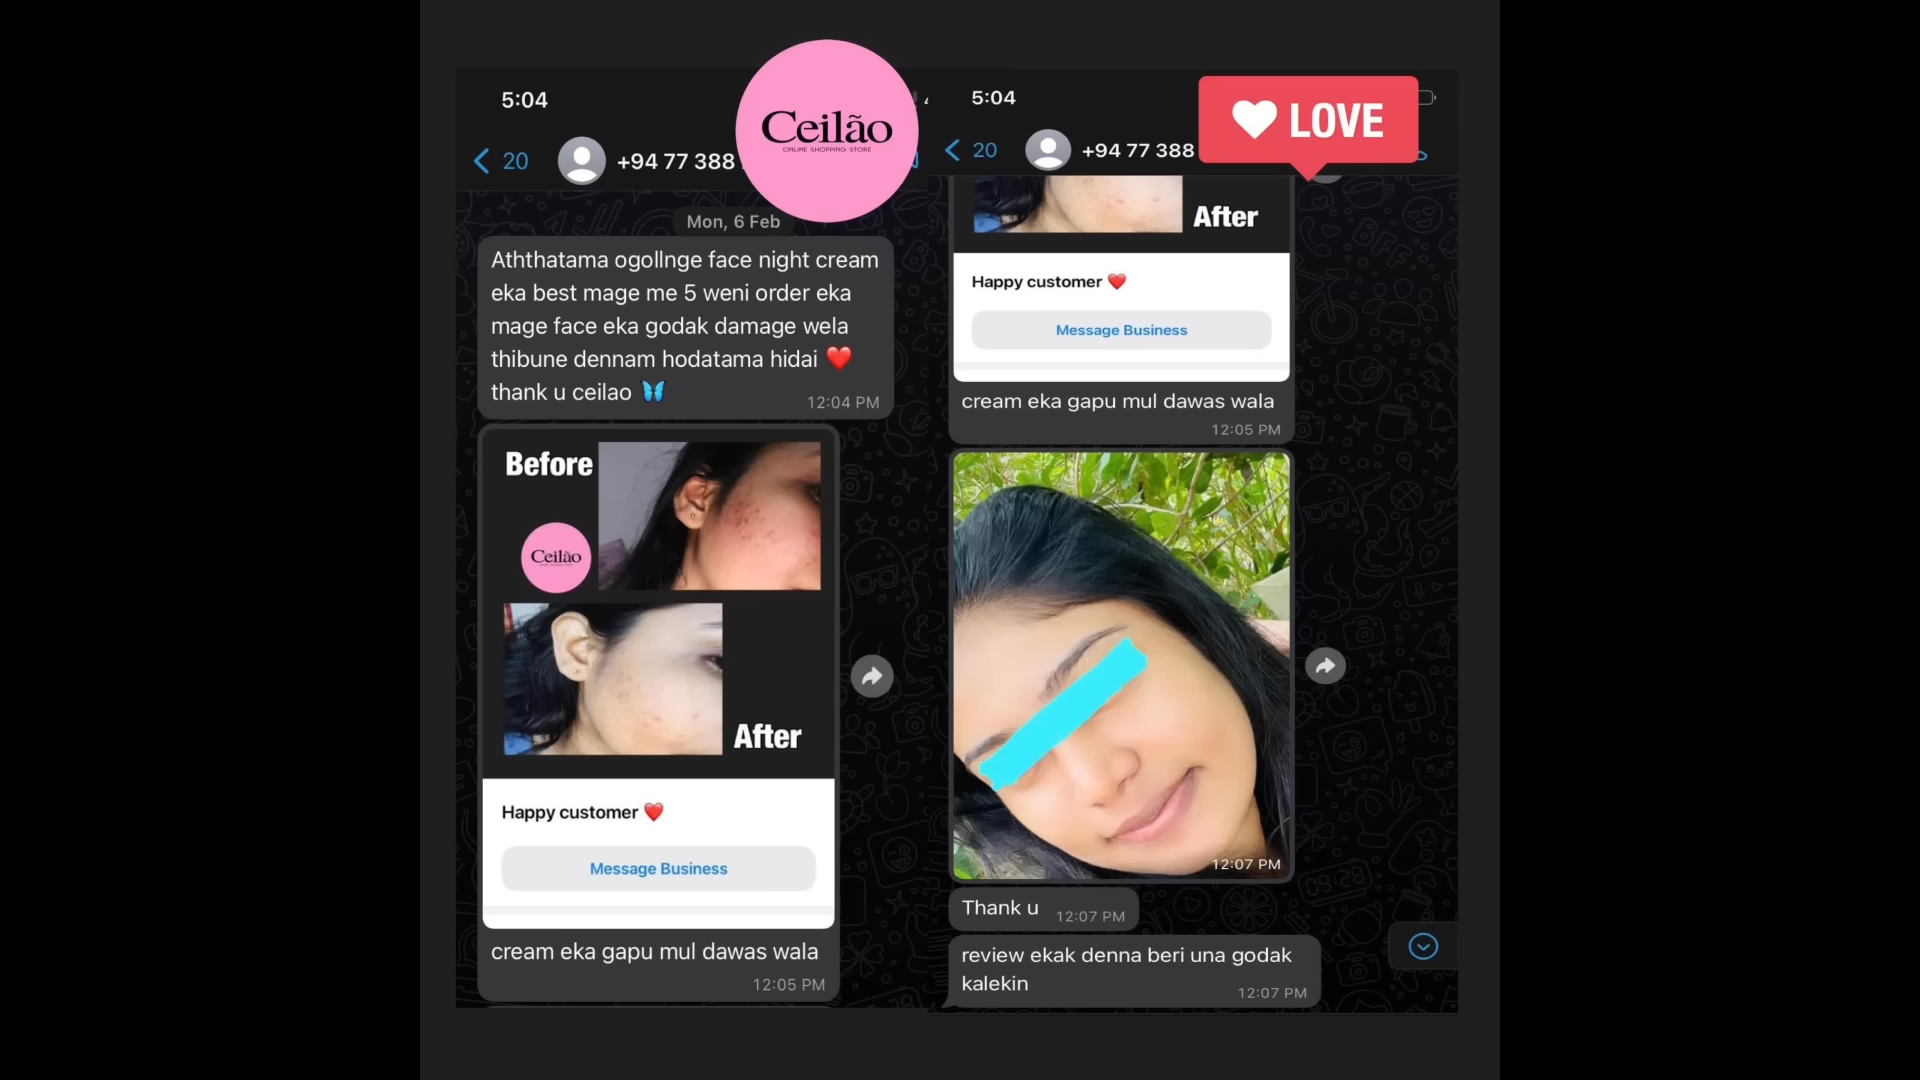 5:04
20
+94 77 388
Ceilão
ONLINE SHOPPING STORE
Mon, 6 Feb
Aththatama ogollnge face night cream
eka best mage me 5 weni order eka
mage face eka godak damage wela
thibune dennam hodatama hidai ❤️
thank u ceilao 🦋
12:04 PM
Before
Ceilão
After
Happy customer ❤️
Message Business
cream eka gapu mul dawas wala
12:05 PM
5:04
LOVE
20
+94 77 388
After
Happy customer ❤️
Message Business
cream eka gapu mul dawas wala
12:05 PM
12:07 PM
Thank u
12:07 PM
review ekak denna beri una godak
kalekin
12:07 PM